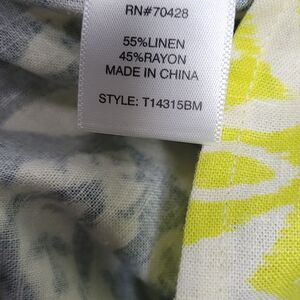 RN#70428
55%LINEN
45%RAYON
MADE IN CHINA
STYLE: T14315BM